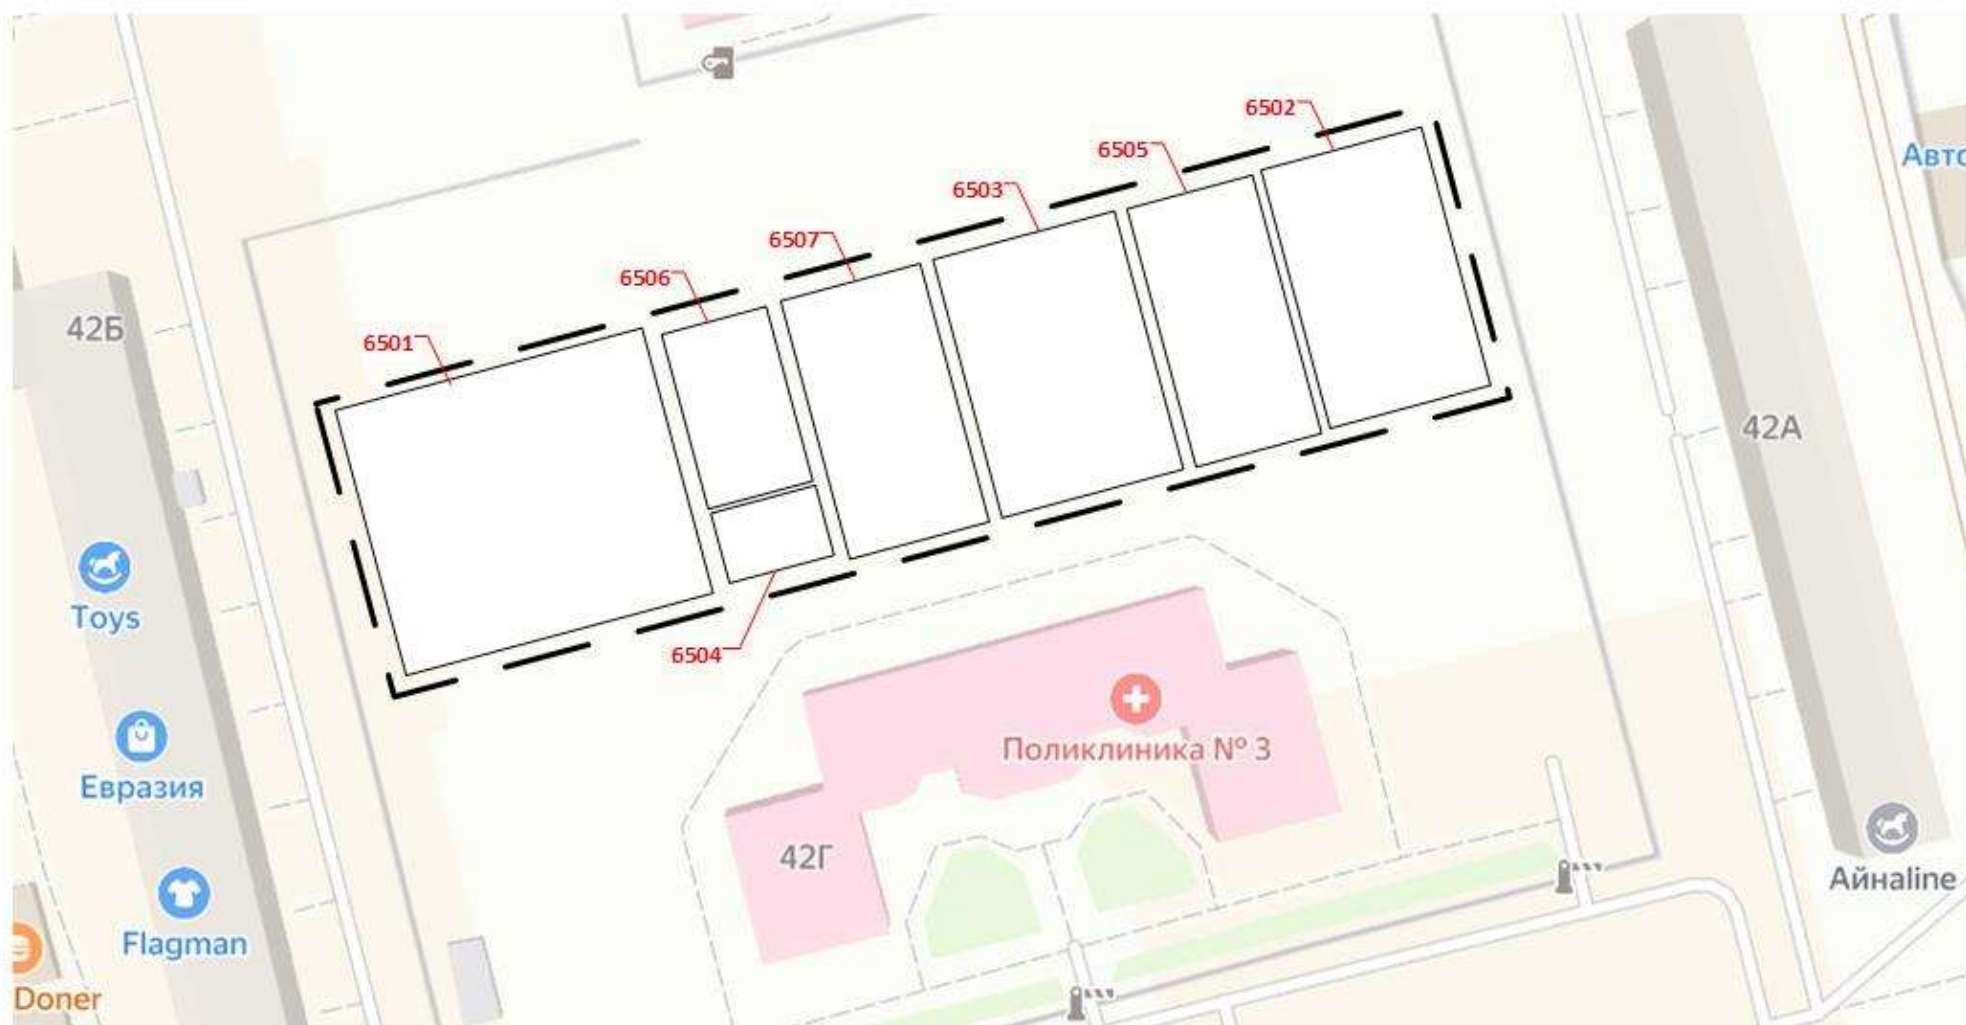 6502
6505
Авто
6503
6507
6506
42Б
6501
42А
Toys
6504
Поликлиника № 3
Евразия
42Г
Айнаline
Flagman
Doner